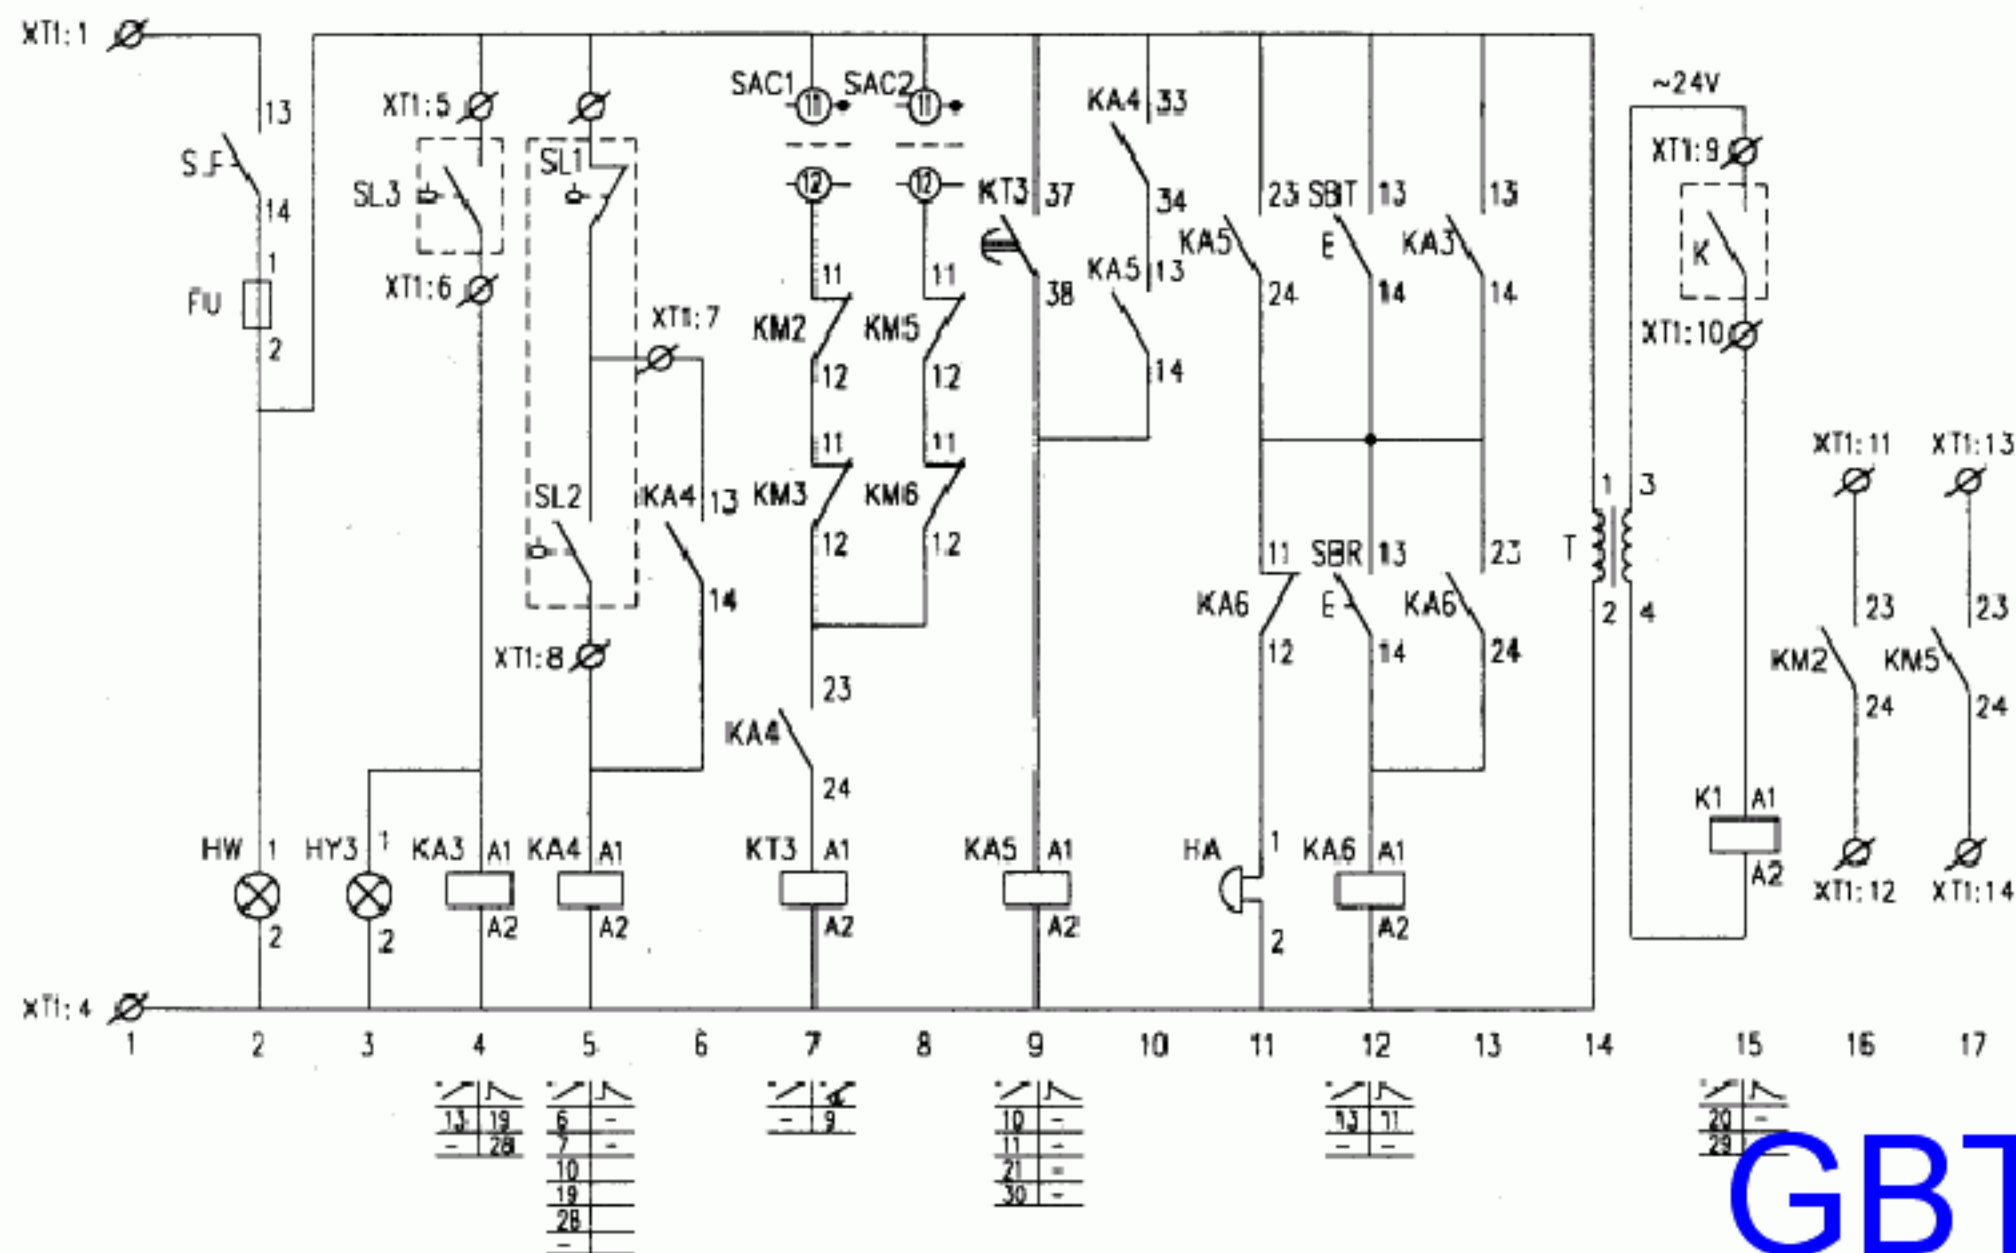 XT1:1
~24V
XT1:5
SAC1 11
SAC2 11
KA4 33
13
SF
14
SL3
SL1
12
12
KT3 37
34
23
SBT 13
13
XT1:9
K
XT1:10
1
FU
2
XT1:6
XT1:7
11
KM2
12
11
KM5
12
38
KA5 13
14
KA5
24
E
14
KA3
14
SL2
KA4 13
14
11
KM3
12
11
KM6
12
11
KA6
12
SBR 13
E
14
23
KA6
24
1 3
T
2 4
XT1:11
XT1:13
XT1:8
23
KA4
24
23
KM2
24
23
KM5
24
HW 1
2
HY3 1
2
KA3 A1
A2
KA4 A1
A2
KT3 A1
A2
KA5 A1
A2
HA 1
2
KA6 A1
A2
K1 A1
A2
XT1:12
XT1:14
XT1:4
1 2 3 4 5 6 7 8 9 10 11 12 13 14 15 16 17
13 19
- 28
6 -
7 -
10
19
28
-
- 9
10 -
11 -
21 -
30 -
13 11
- -
20 -
29
GBT